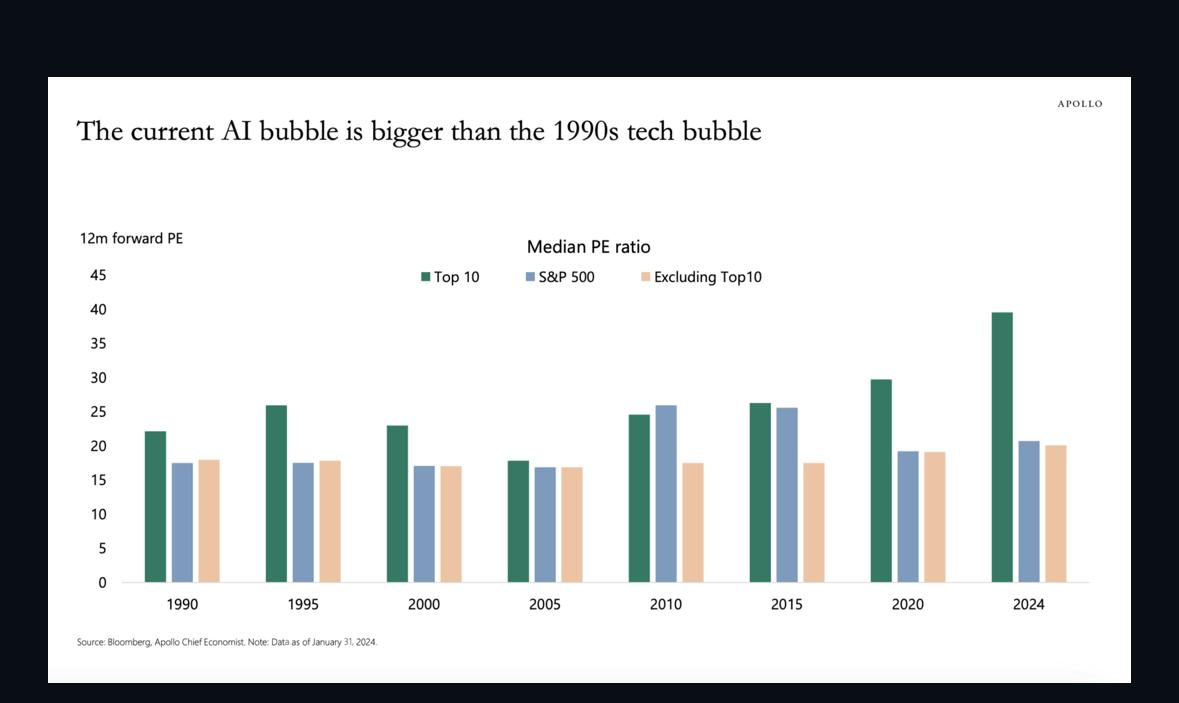 APOLLO
The current AI bubble is bigger than the 1990s tech bubble
12m forward PE
Median PE ratio
Top 10 S&P 500 Excluding Top10
45
40
35
30
25
20
15
10
5
0
1990 1995 2000 2005 2010 2015 2020 2024
Source: Bloomberg, Apollo Chief Economist. Note: Data as of January 31, 2024.